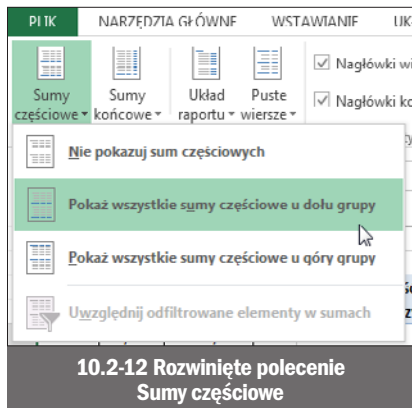 PLIK NARZĘDZIA GŁÓWNE WSTAWIANIE
Sumy częściowe Sumy końcowe Układ raportu Puste wiersze
Nagłówki
Nagłówki
Nie pokazuj sum częściowych
Pokaż wszystkie sumy częściowe u dołu grupy
Pokaż wszystkie sumy częściowe u góry grupy
Uwzględnij odfiltrowane elementy w sumach
10.2-12 Rozwinięte polecenie
Sumy częściowe